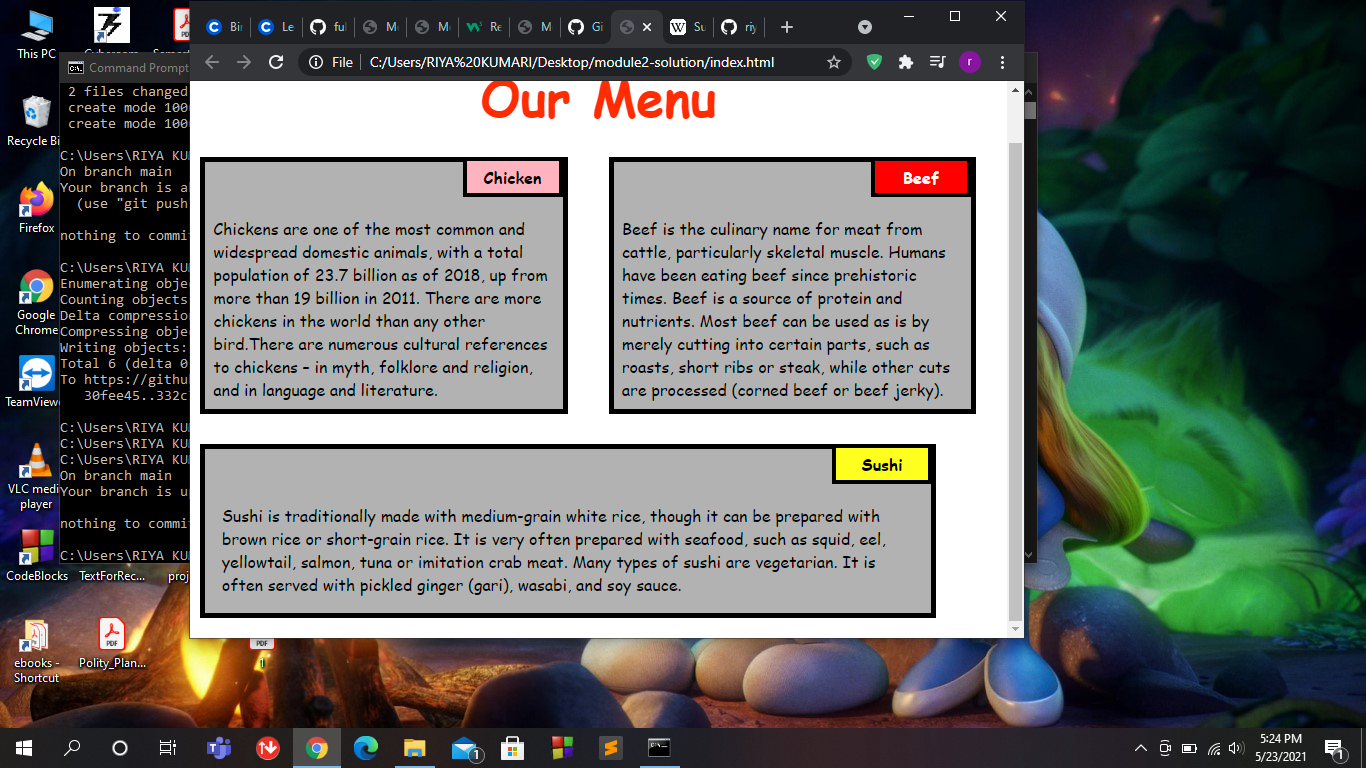 This PC
Recycle Bi
Firefox
Google
Chrome
TeamViewe
VLC medi
player
CodeBlocks
TextForRec...
proj
ebooks -
Shortcut
Polity_Plan...
PDF
PDF
1
Command Prompt
2 files changed
create mode 100
create mode 100
C:\Users\RIYA KU
On branch main
Your branch is a
(use "git push
nothing to commi
C:\Users\RIYA KU
Enumerating obje
Counting objects
Delta compression
Compressing obje
Writing objects:
Total 6 (delta 0
To https://githu
30fee45..332c
C:\Users\RIYA KU
C:\Users\RIYA KU
C:\Users\RIYA KU
On branch main
Your branch is u
nothing to commi
C:\Users\RIYA KU
Bi
Le
ful
M
M
Re
M
Gi
Su
riy
File
C:/Users/RIYA%20KUMARI/Desktop/module2-solution/index.html
r
Our Menu
Chicken
Chickens are one of the most common and
widespread domestic animals, with a total
population of 23.7 billion as of 2018, up from
more than 19 billion in 2011. There are more
chickens in the world than any other
bird.There are numerous cultural references
to chickens – in myth, folklore and religion,
and in language and literature.
Beef
Beef is the culinary name for meat from
cattle, particularly skeletal muscle. Humans
have been eating beef since prehistoric
times. Beef is a source of protein and
nutrients. Most beef can be used as is by
merely cutting into certain parts, such as
roasts, short ribs or steak, while other cuts
are processed (corned beef or beef jerky).
Sushi
Sushi is traditionally made with medium-grain white rice, though it can be prepared with
brown rice or short-grain rice. It is very often prepared with seafood, such as squid, eel,
yellowtail, salmon, tuna or imitation crab meat. Many types of sushi are vegetarian. It is
often served with pickled ginger (gari), wasabi, and soy sauce.
1
5:24 PM
5/23/2021
1